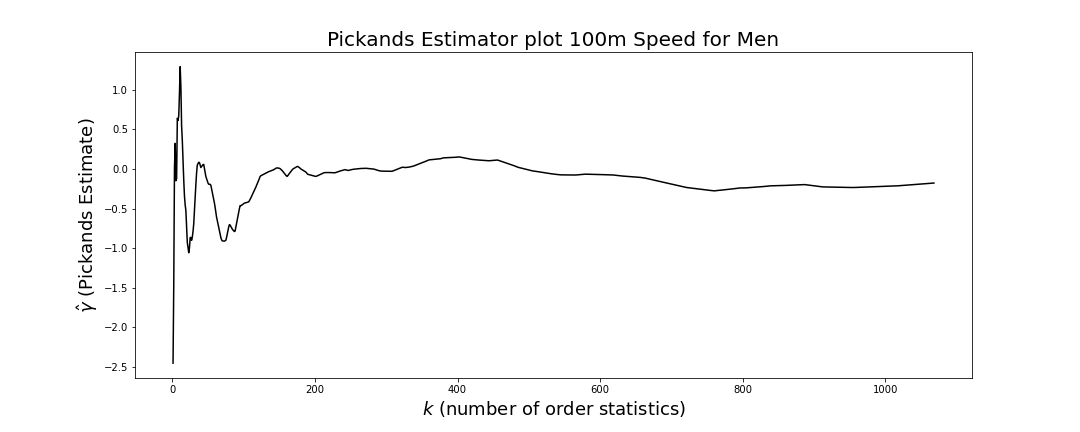 Pickands Estimator plot 100m Speed for Men
γ̂ (Pickands Estimate)
1.0
0.5
0.0
−0.5
−1.0
−1.5
−2.0
−2.5
0 200 400 600 800 1000
k (number of order statistics)